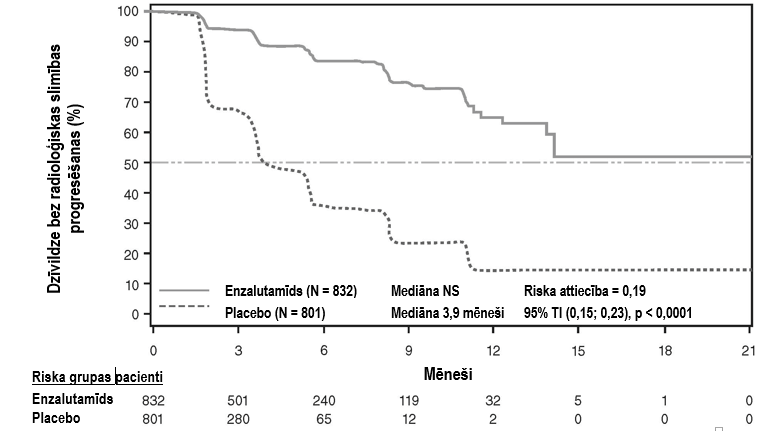 Dzīvildze bez radioloģiskas slimības
progresēšanas (%)
100
90
80
70
60
50
40
30
20
10
0
Enzalutamīds (N = 832) Mediāna NS Riska attiecība = 0,19
Placebo (N = 801) Mediāna 3,9 mēneši 95% TI (0,15; 0,23), p < 0,0001
0 3 6 9 12 15 18 21
Mēneši
Riska grupas pacienti
Enzalutamīds 832 501 240 119 32 5 1 0
Placebo 801 280 65 12 2 0 0 0